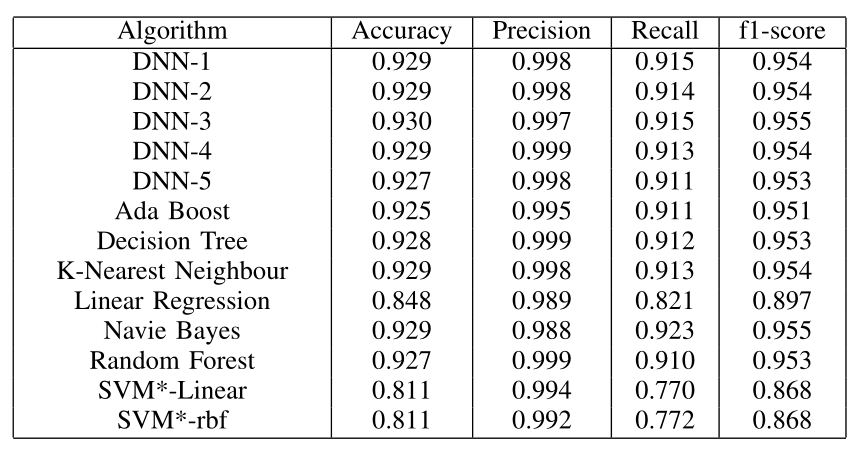 Algorithm Accuracy Precision Recall f1-score
DNN-1 0.929 0.998 0.915 0.954
DNN-2 0.929 0.998 0.914 0.954
DNN-3 0.930 0.997 0.915 0.955
DNN-4 0.929 0.999 0.913 0.954
DNN-5 0.927 0.998 0.911 0.953
Ada Boost 0.925 0.995 0.911 0.951
Decision Tree 0.928 0.999 0.912 0.953
K-Nearest Neighbour 0.929 0.998 0.913 0.954
Linear Regression 0.848 0.989 0.821 0.897
Navie Bayes 0.929 0.988 0.923 0.955
Random Forest 0.927 0.999 0.910 0.953
SVM*-Linear 0.811 0.994 0.770 0.868
SVM*-rbf 0.811 0.992 0.772 0.868